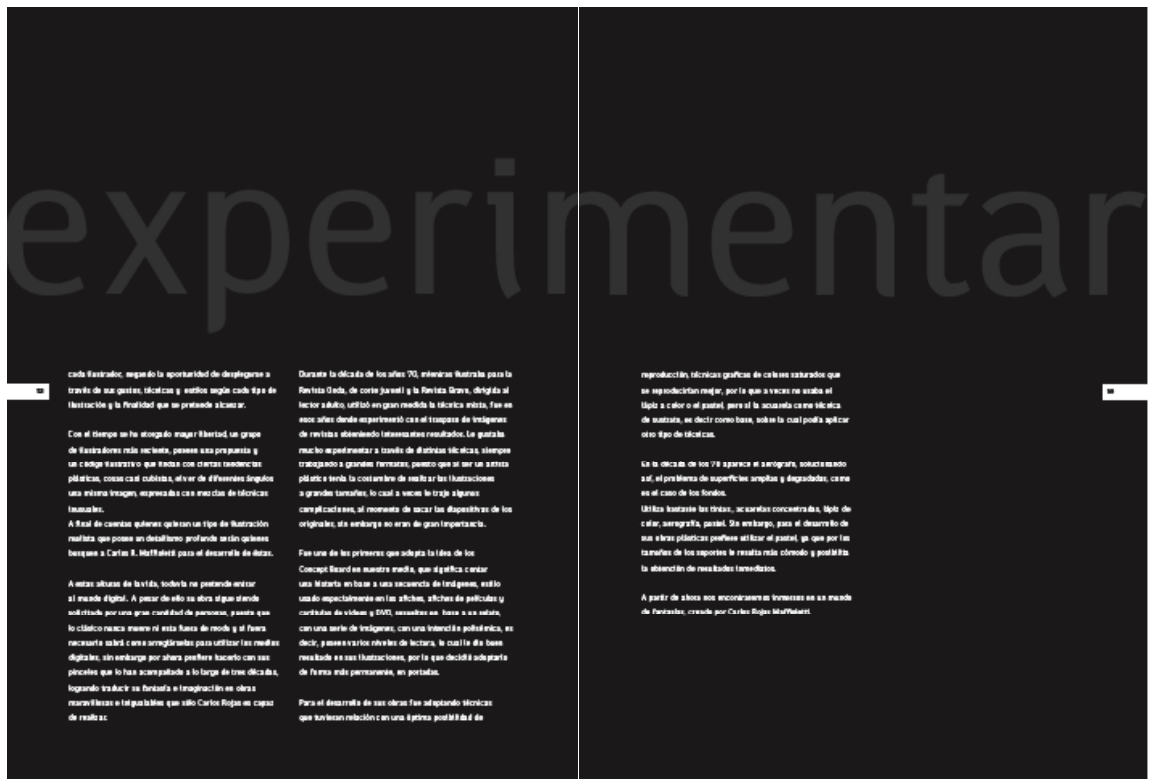 experimentar
cada ilustrador, negando la oportunidad de desplegarse a
través de sus gustos, técnicas y estilos según cada tipo de
ilustración y la finalidad que se pretende alcanzar.
Con el tiempo se ha otorgado mayor libertad, un grupo
de ilustradores más reciente, poseen una propuesta y
un código ilustrativo que lindan con ciertas tendencias
plásticas, cosas casi cubistas, el ver de diferentes ángulos
una misma imagen, expresadas con mezclas de técnicas
inusuales.
A final de cuentas quienes quieran un tipo de ilustración
realista que posee un detallismo profundo serán quienes
busquen a Carlos R. Maffioletti para el desarrollo de éstas.
A estas alturas de la vida, todavía no pretende entrar
al mundo digital. A pesar de ello su obra sigue siendo
solicitada por una gran cantidad de personas, puesto que
lo clásico nunca muere ni esta fuera de moda y si fuera
necesario sabrá como arreglárselas para utilizar los medios
digitales, sin embargo por ahora prefiere hacerlo con sus
pinceles que lo han acompañado a lo largo de tres décadas,
logrando traducir su fantasía e imaginación en obras
maravillosas e inigualables que sólo Carlos Rojas es capaz
de realizar.
Durante la década de los años 70, mientras ilustraba para la
Revista Onda, de corte juvenil y la Revista Bravo, dirigida al
lector adulto, utilizó en gran medida la técnica mixta, fue en
esos años donde experimentó con el traspaso de imágenes
de revistas obteniendo interesantes resultados. Le gustaba
mucho experimentar a través de distintas técnicas, siempre
trabajando a grandes formatos, puesto que al ser un artista
plástico tenía la costumbre de realizar las ilustraciones
a grandes tamaños, lo cual a veces le trajo algunas
complicaciones, al momento de sacar las diapositivas de los
originales, sin embargo no eran de gran importancia.
Fue uno de los primeros que adopta la idea de los
Concept Board en nuestro medio, que significa contar
una historia en base a una secuencia de imágenes, estilo
usado especialmente en los afiches, afiches de películas y
carátulas de videos y DVD, resueltas en base a un relato,
con una serie de imágenes, con una intención polisémica, es
decir, poseen varios niveles de lectura, lo cual le dio buen
resultado en sus ilustraciones, por lo que decidió adoptarla
de forma más permanente, en portadas.
Para el desarrollo de sus obras fue adoptando técnicas
que tuviesen relación con una óptima posibilidad de
reproducción, técnicas graficas de colores saturados que
se reproducirían mejor, por lo que a veces no usaba el
lápiz a color o el pastel, pero si la acuarela como técnica
de sustrato, es decir como base, sobre la cual podía aplicar
otro tipo de técnicas.
En la década de los 70 aparece el aerógrafo, solucionando
así, el problema de superficies amplias y degradadas, como
es el caso de los fondos.
Utiliza bastante las tintas,, acuarelas concentradas, lápiz de
color, aerografía, pastel. Sin embargo, para el desarrollo de
sus obras plásticas prefiere utilizar el pastel, ya que por los
tamaños de los soportes le resulta más cómodo y posibilita
la obtención de resultados inmediatos.
A partir de ahora nos encontraremos inmersos en un mundo
de fantasías, creado por Carlos Rojas Maffioletti.